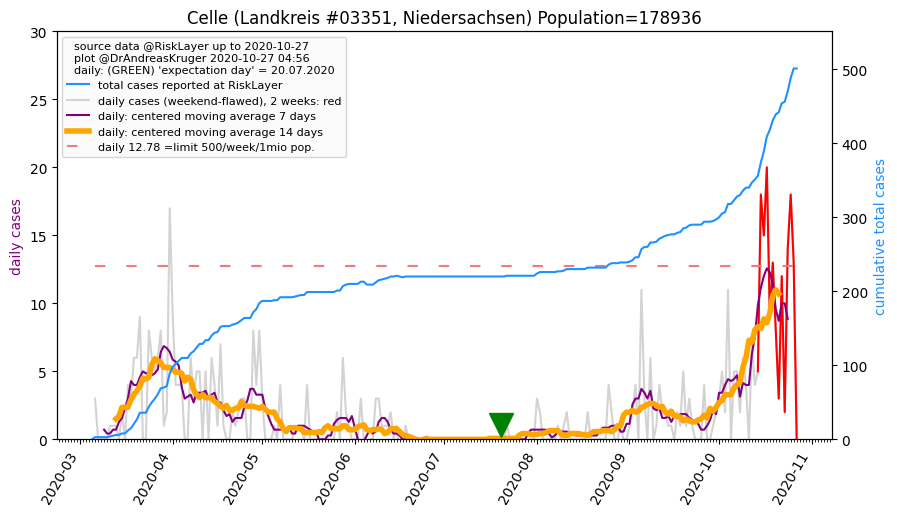 Celle (Landkreis #03351, Niedersachsen) Population=178936
source data @RiskLayer up to 2020-10-27
plot @DrAndreasKruger 2020-10-27 04:56
daily: (GREEN) 'expectation day' = 20.07.2020
total cases reported at RiskLayer
daily cases (weekend-flawed), 2 weeks: red
daily: centered moving average 7 days
daily: centered moving average 14 days
daily 12.78 =limit 500/week/1mio pop.
daily cases
30
25
20
15
10
5
0
cumulative total cases
500
400
300
200
100
0
2020-03
2020-04
2020-05
2020-06
2020-07
2020-08
2020-09
2020-10
2020-11